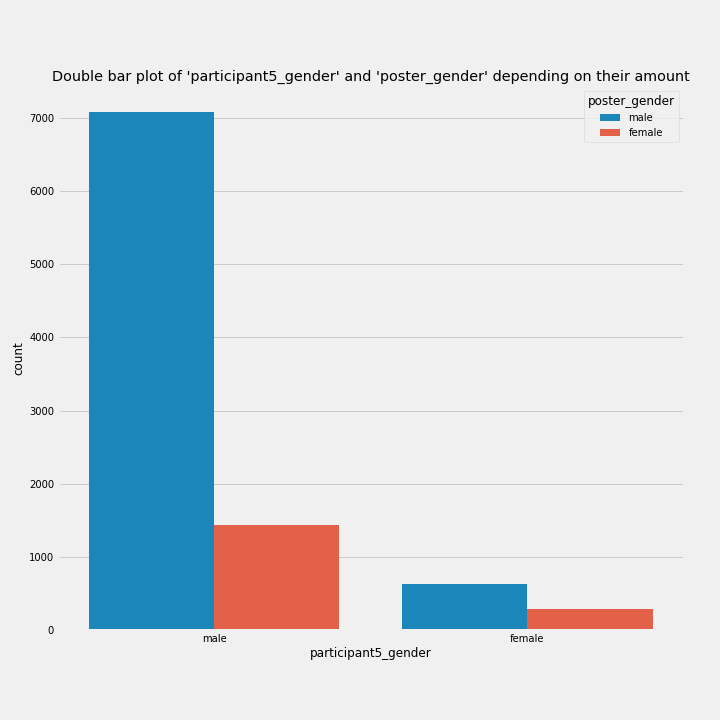 Double bar plot of 'participant5_gender' and 'poster_gender' depending on their amount
poster_gender
male
female
7000
6000
5000
4000
3000
2000
1000
0
count
male
female
participant5_gender